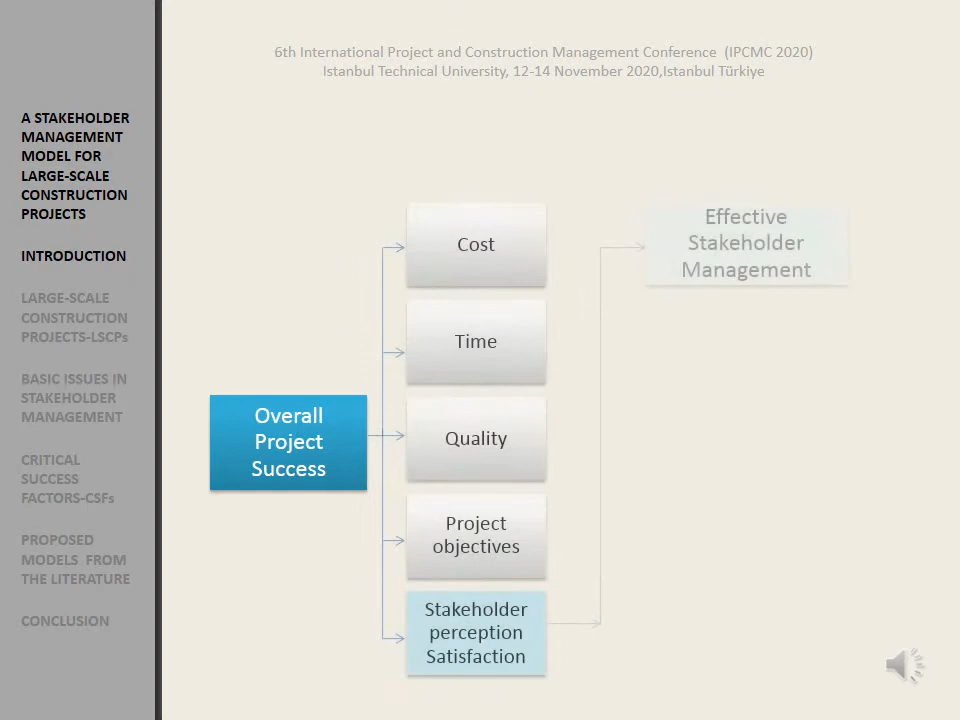 6th International Project and Construction Management Conference  (IPCMC 2020)
Istanbul Technical University, 12-14 November 2020,Istanbul Türkiye
A STAKEHOLDER
MANAGEMENT
MODEL FOR
LARGE-SCALE
CONSTRUCTION
PROJECTS
INTRODUCTION
LARGE-SCALE
CONSTRUCTION
PROJECTS-LSCPs
BASIC ISSUES IN
STAKEHOLDER
MANAGEMENT
CRITICAL
SUCCESS
FACTORS-CSFs
PROPOSED
MODELS  FROM
THE LITERATURE
CONCLUSION
Overall
Project
Success
Cost
Time
Quality
Project
objectives
Stakeholder
perception
Satisfaction
Effective
Stakeholder
Management